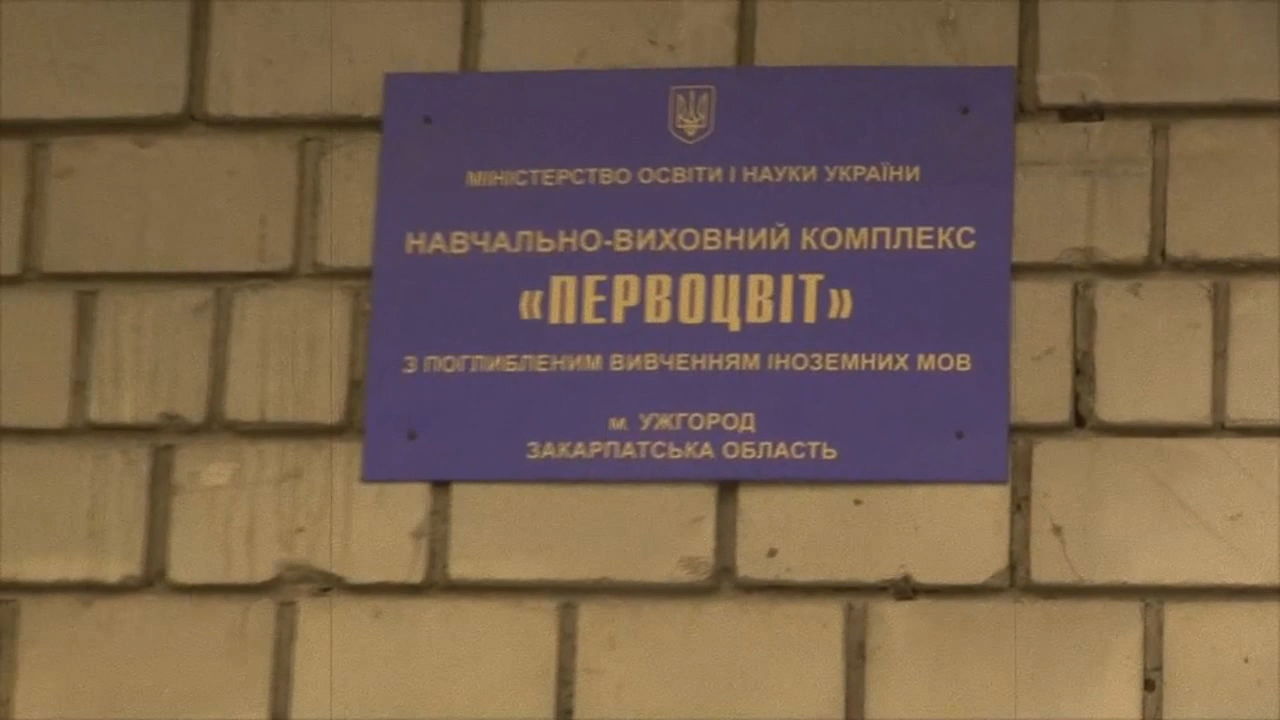 МІНІСТЕРСТВО ОСВІТИ І НАУКИ УКРАЇНИ
НАВЧАЛЬНО-ВИХОВНИЙ КОМПЛЕКС
«ПЕРВОЦВІТ»
З ПОГЛИБЛЕНИМ ВИВЧЕННЯМ ІНОЗЕМНИХ МОВ
м. УЖГОРОД
ЗАКАРПАТСЬКА ОБЛАСТЬ